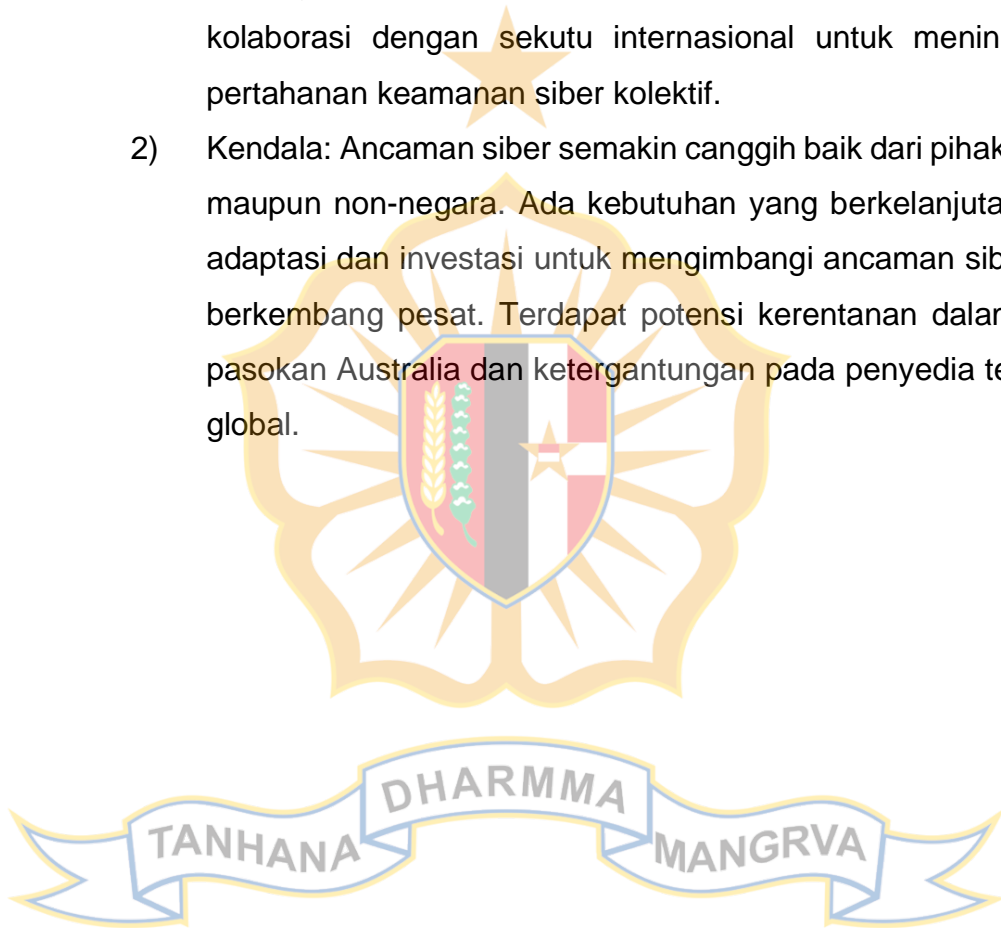 kolaborasi dengan sekutu internasional untuk menin
pertahanan keamanan siber kolektif.
2) Kendala: Ancaman siber semakin canggih baik dari pihak
maupun non-negara. Ada kebutuhan yang berkelanjuta
adaptasi dan investasi untuk mengimbangi ancaman sib
berkembang pesat. Terdapat potensi kerentanan dalam
pasokan Australia dan ketergantungan pada penyedia te
global.
TANHANA DHARMMA MANGRVA